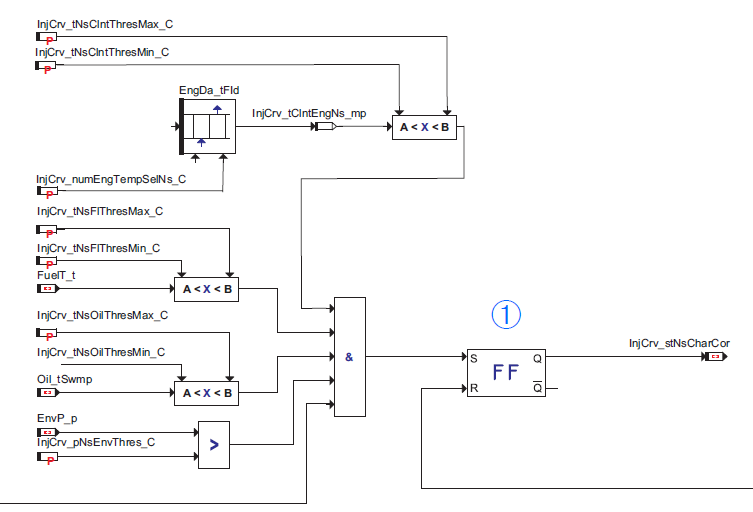 InjCrv_tNsClntThresMax_C
P
InjCrv_tNsClntThresMin_C
P
EngDa_tFld
InjCrv_tClntEngNs_mp
A < X < B
InjCrv_numEngTempSelNs_C
P
InjCrv_tNsFlThresMax_C
P
InjCrv_tNsFlThresMin_C
P
FuelT_t
A < X < B
InjCrv_tNsOilThresMax_C
P
InjCrv_tNsOilThresMin_C
Oil_tSwmp
A < X < B
EnvP_p
InjCrv_pNsEnvThres_C
P
>
&
①
S Q
FF
R Q̅
InjCrv_stNsCharCor